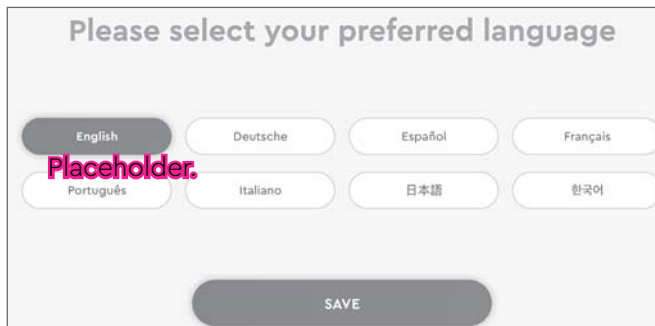 Please select your preferred language
English Deutsche Español Français
Placeholder.
Português Italiano 日本語 한국어
SAVE